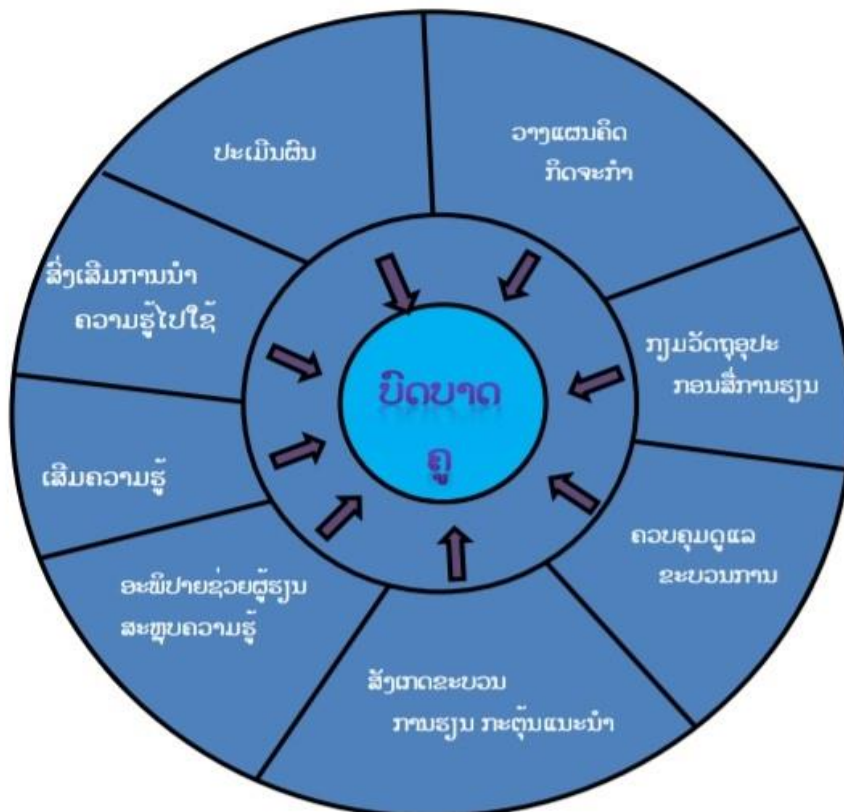 ວາງແຜນຄິດ
ກິດຈະກຳ
ກຽມວັດຖຸອຸປະ
ກອນສື່ການຮຽນ
ຄວບຄຸມດູແລ
ຂະບວນການ
ສັງເກດຂະບວນ
ການຮຽນ ກະຕຸ້ນແນະນຳ
ອະພິປາຍຊ່ວຍຜູ້ຮຽນ
ສະຫຼຸບຄວາມຮູ້
ເສີມຄວາມຮູ້
ສົ່ງເສີມການນຳ
ຄວາມຮູ້ໄປໃຊ້
ປະເມີນຜົນ
ບົດບາດ
ຄູ